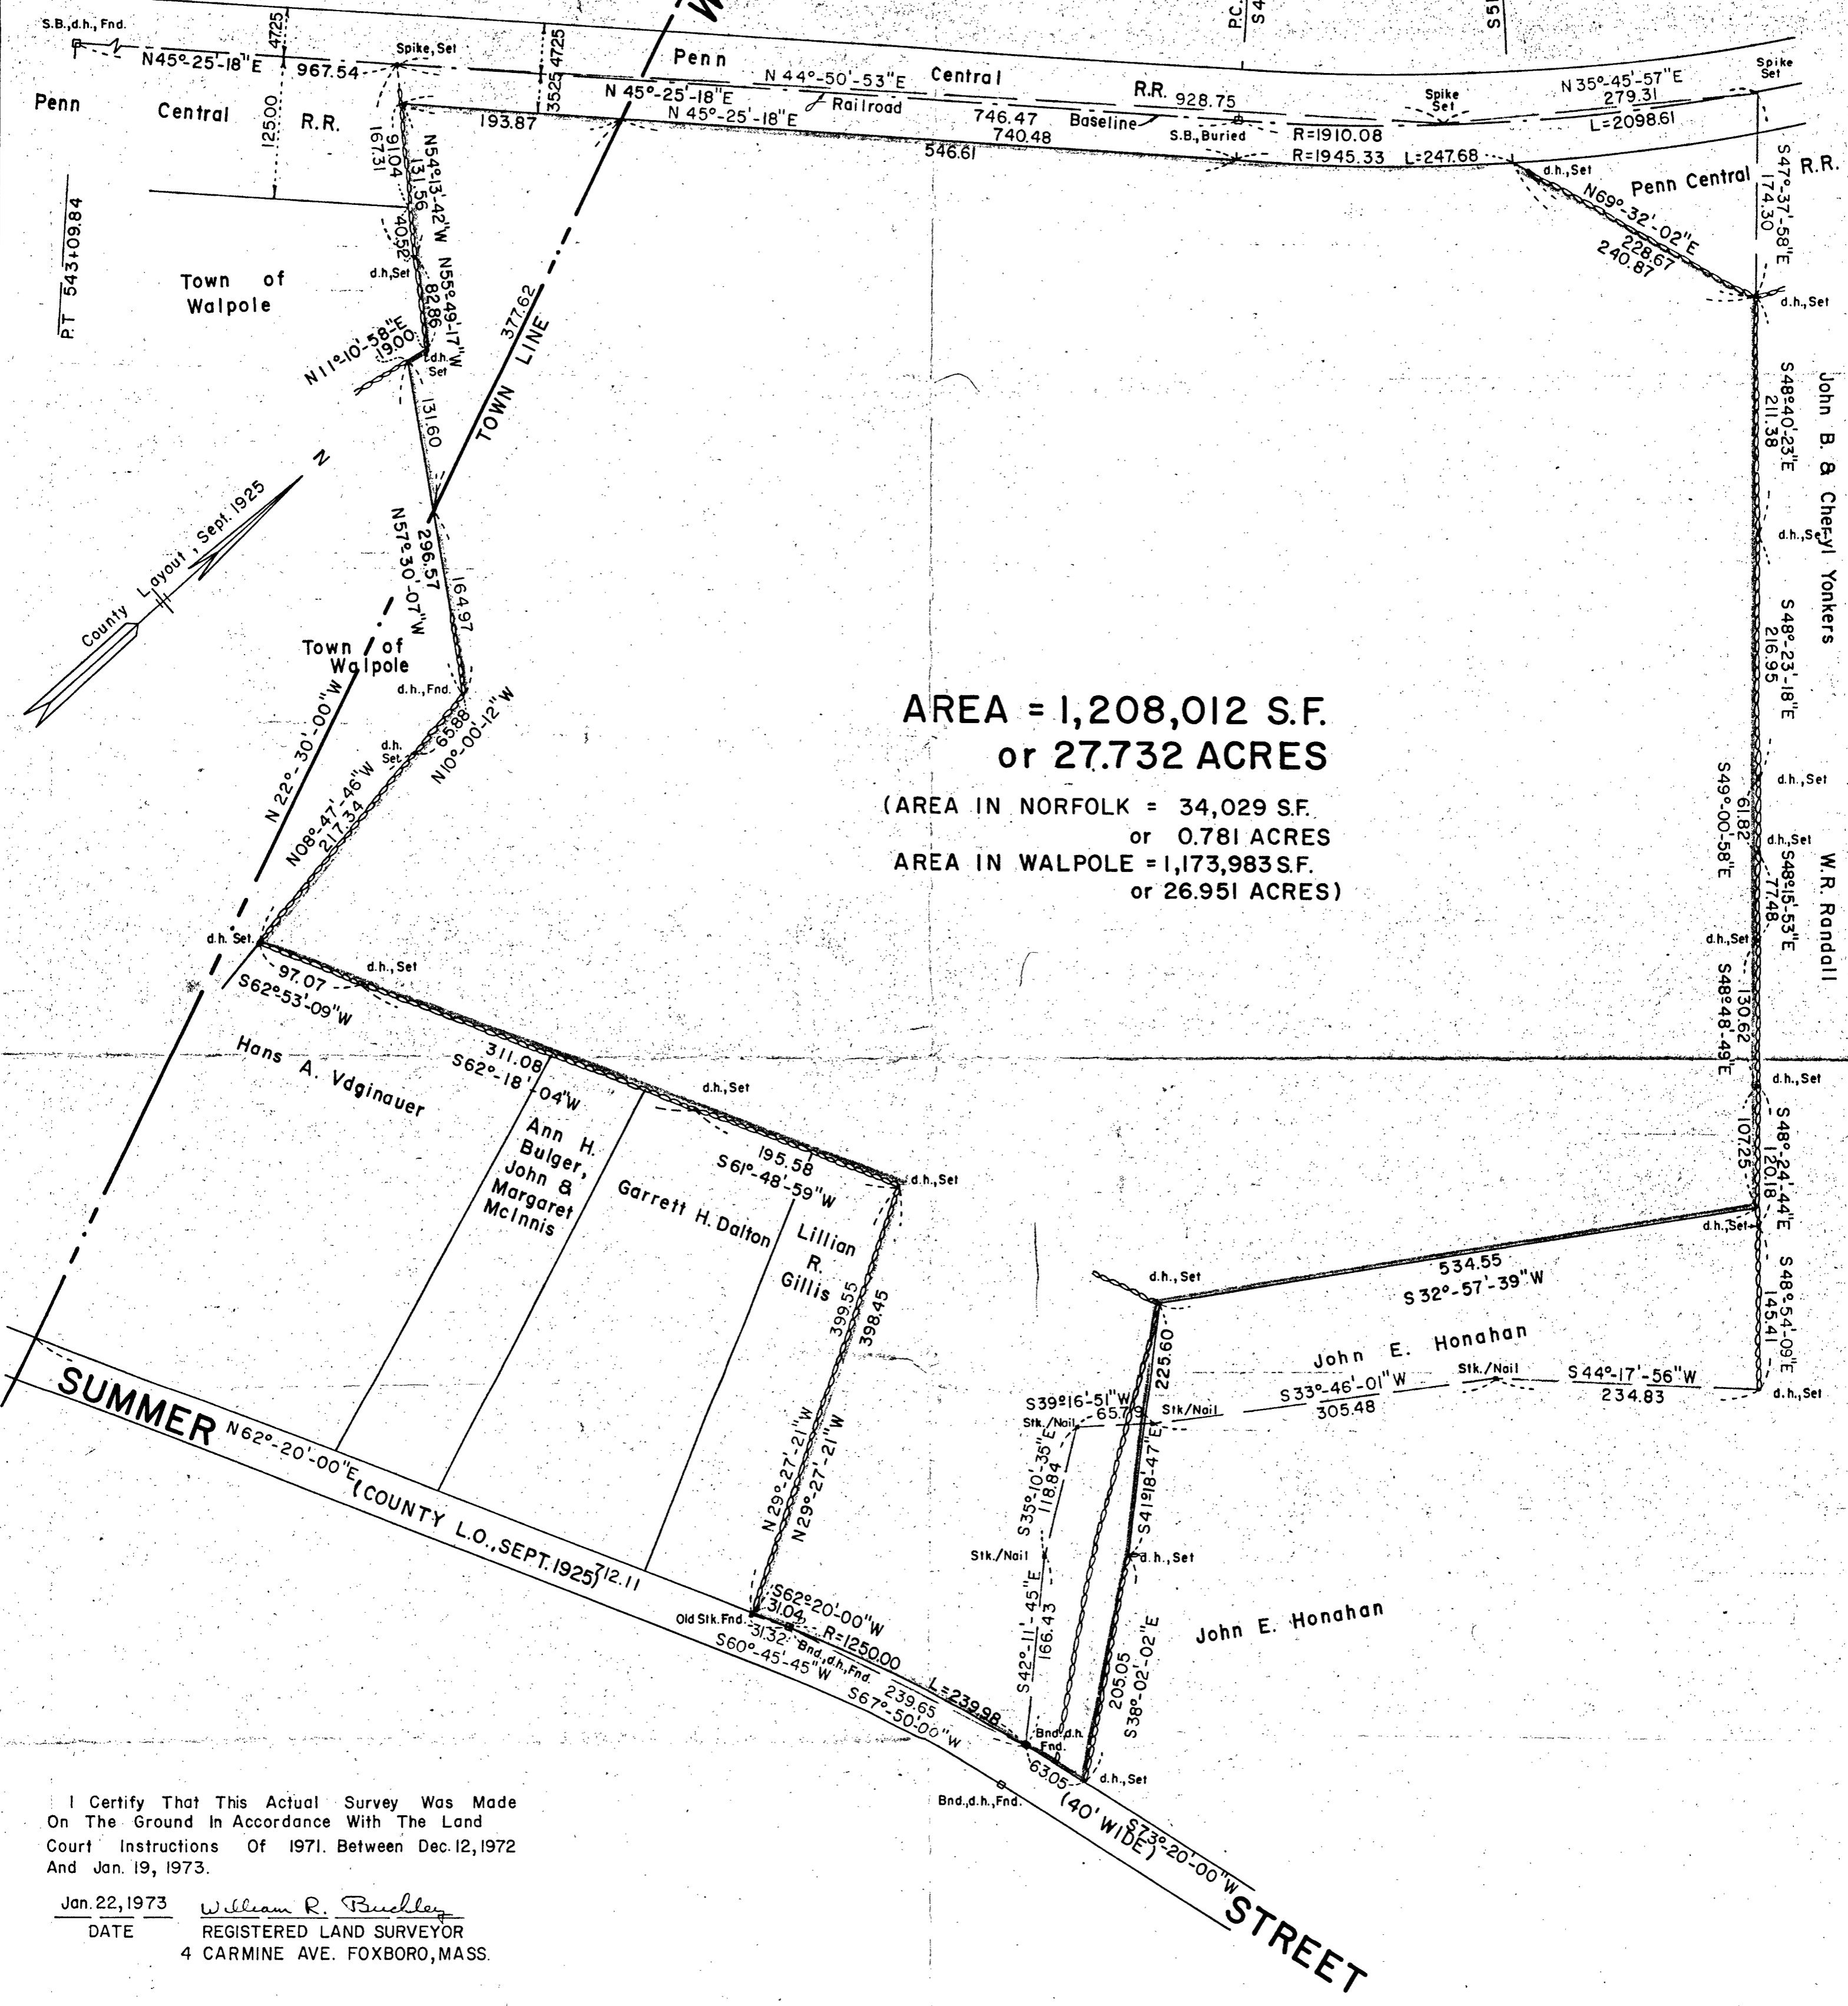 S.B.,d.h., Fnd.
47.25
N45°-25'-18"E 967.54
Spike, Set
35.25 47.25
W
Penn Central R.R.
N 44°-50'-53"E
928.75
N 45°-25'-18"E
Railroad
746.47
Baseline
193.87
N 45°-25'-18"E
740.48
546.61
S.B.,Buried
P.C.
S4
S51
R=1910.08
R=1945.33 L=247.68
Spike Set
N 35°-45'-57"E
279.31
L=2098.61
Spike Set
Penn Central R.R.
125.00
167.31
91.04
N54°-13'-42"W
131.56
40.52
d.h,Set
P.T 543+09.84
Town of
Walpole
N55°-49'-17"W
82.86
N11°-10'-58"E
19.00
d.h. Set
377.62
TOWN LINE
131.60
d.h.,Set
Penn Central R.R.
N69°-32'-02"E
228.67
240.87
S47°-37'-58"E
174.30
d.h.,Set
S48°-40'-23"E
211.38
d.h.,Set
John B. & Cheryl Yonkers
S48°-23'-18"E
216.95
d.h.,Set
S49°-00'-58"E
61.82
d.h.,Set
S48°15'-53"E
77.48
d.h.,Set
W.R. Randall
S48°-48'-49"E
130.62
d.h.,Set
County Layout, Sept. 1925
N
N57°-30'-07"W
296.57
164.97
Town of
Walpole
d.h.,Fnd.
N 22°-30'-00"W
d.h. Set
65.88
N10°-00'-12"W
N08°-47'-46"W
217.34
AREA = 1,208,012 S.F.
or 27.732 ACRES
(AREA IN NORFOLK = 34,029 S.F.
or 0.781 ACRES
AREA IN WALPOLE = 1,173,983 S.F.
or 26.951 ACRES)
d.h. Set.
d.h., Set
97.07
S62°-53'-09"W
Hans A. Vdginauer
311.08
S62°-18'-04"W
d.h.,Set
Ann H.
Bulger,
John &
Margaret
McInnis
195.58
S61°-48'-59"W
d.h.,Set
Garrett H. Dalton
Lillian
R.
Gillis
399.55
398.45
N29°-27'-21"W
N29°-27'-21"W
107.25
S48°-24'-44"E
120.18
d.h.,Set
534.55
S 32°-57'-39"W
d.h., Set
225.60
John E. Honahan
S48°-54'-09"E
145.41
S39°16'-51"W
65.79
Stk./Nail
Stk/Nail
S33°-46'-01"W
305.48
Stk./Nail
S44°-17'-56"W
234.83
d.h.,Set
S35°-10'-35"E
118.84
S41°18'-47"E
Stk./Nail
d.h.,Set
S42°-11'-45"E
166.43
205.05
S38°-02'-02"E
John E. Honahan
SUMMER
N62°-20'-00"E
(COUNTY L.O.,SEPT.1925)
712.11
S62°20'-00"W
31.04
Old Stk. Fnd.
R=1250.00
31.32
Bnd.,d.h.,Fnd.
S60°-45'-45"W
L=239.98
239.65
S67°-50'-00"W
Bnd.,d.h. Fnd.
63.05
d.h.,Set
Bnd.,d.h.,Fnd.
(40' WIDE)
S73°-20'-00"W
STREET
I Certify That This Actual Survey Was Made
On The Ground In Accordance With The Land
Court Instructions Of 1971. Between Dec. 12, 1972
And Jan. 19, 1973.
Jan. 22, 1973 William R. Buckley
DATE REGISTERED LAND SURVEYOR
4 CARMINE AVE. FOXBORO, MASS.